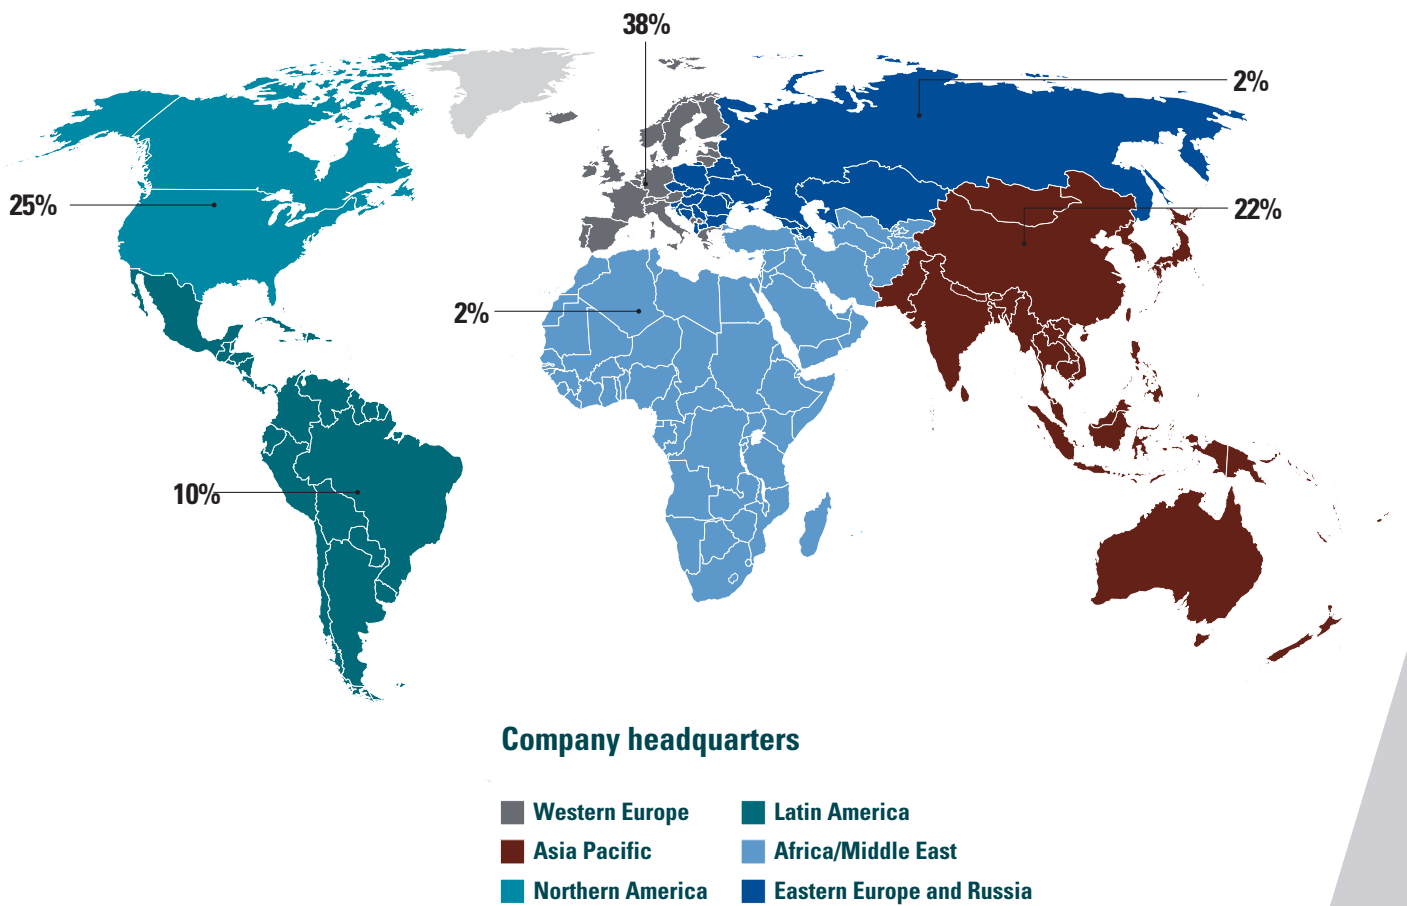 38%
2%
25%
22%
2%
10%
Company headquarters
Western Europe
Latin America
Asia Pacific
Africa/Middle East
Northern America
Eastern Europe and Russia